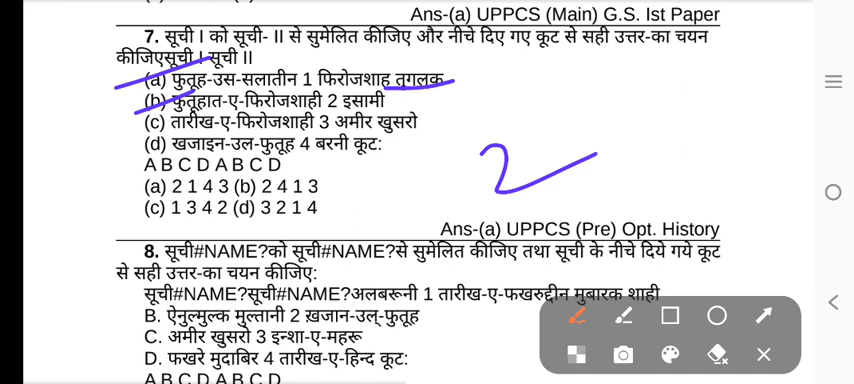 Ans-(a) UPPCS (Main) G.S. Ist Paper
7. सूची I को सूची- II से सुमेलित कीजिए और नीचे दिए गए कूट से सही उत्तर-का चयन
कीजिएसूची I सूची II
(a) फुतूह-उस-सलातीन 1 फिरोजशाह तुगलक
(b) फुतूहात-ए-फिरोजशाही 2 इसामी
(c) तारीख-ए-फिरोजशाही 3 अमीर खुसरो
(d) खजाइन-उल-फुतूह 4 बरनी कूट:
A B C D A B C D
(a) 2 1 4 3 (b) 2 4 1 3
(c) 1 3 4 2 (d) 3 2 1 4
2
Ans-(a) UPPCS (Pre) Opt. History
8. सूची#NAME?को सूची#NAME?से सुमेलित कीजिए तथा सूची के नीचे दिये गये कूट
से सही उत्तर-का चयन कीजिए:
सूची#NAME?सूची#NAME?अलबरूनी 1 तारीख-ए-फखरुद्दीन मुबारक शाही
B. ऐनुल्मुल्क मुल्तानी 2 ख़जान-उल्-फुतूह
C. अमीर खुसरो 3 इन्शा-ए-महरू
D. फखरे मुदाबिर 4 तारीख-ए-हिन्द कूट:
A B C D A B C D